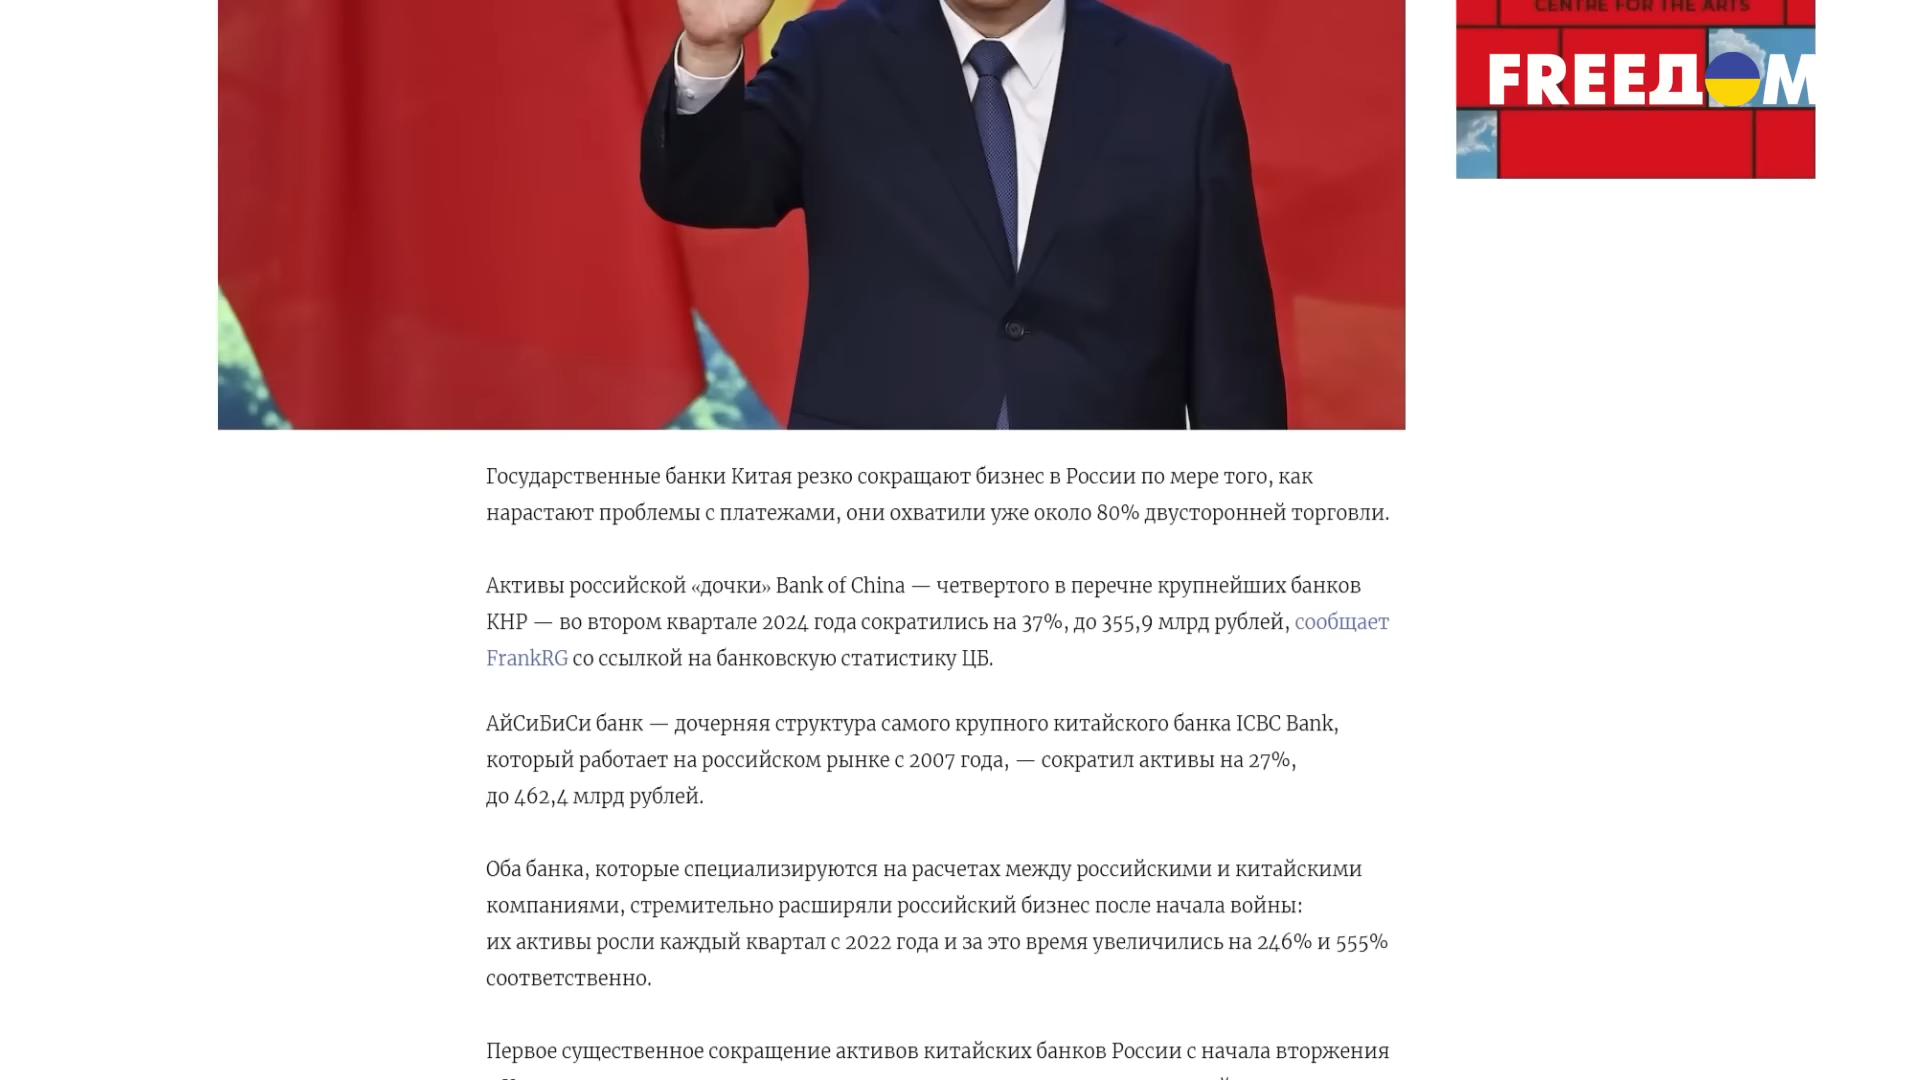 CENTRE FOR THE ARTS
FREEДOM
Государственные банки Китая резко сокращают бизнес в России по мере того, как
нарастают проблемы с платежами, они охватили уже около 80% двусторонней торговли.
Активы российской «дочки» Bank of China — четвертого в перечне крупнейших банков
КНР — во втором квартале 2024 года сократились на 37%, до 355,9 млрд рублей, сообщает
FrankRG со ссылкой на банковскую статистику ЦБ.
АйСиБиСи банк — дочерняя структура самого крупного китайского банка ICBC Bank,
который работает на российском рынке с 2007 года, — сократил активы на 27%,
до 462,4 млрд рублей.
Оба банка, которые специализируются на расчетах между российскими и китайскими
компаниями, стремительно расширяли российский бизнес после начала войны:
их активы росли каждый квартал с 2022 года и за это время увеличились на 246% и 555%
соответственно.
Первое существенное сокращение активов китайских банков России с начала вторжения